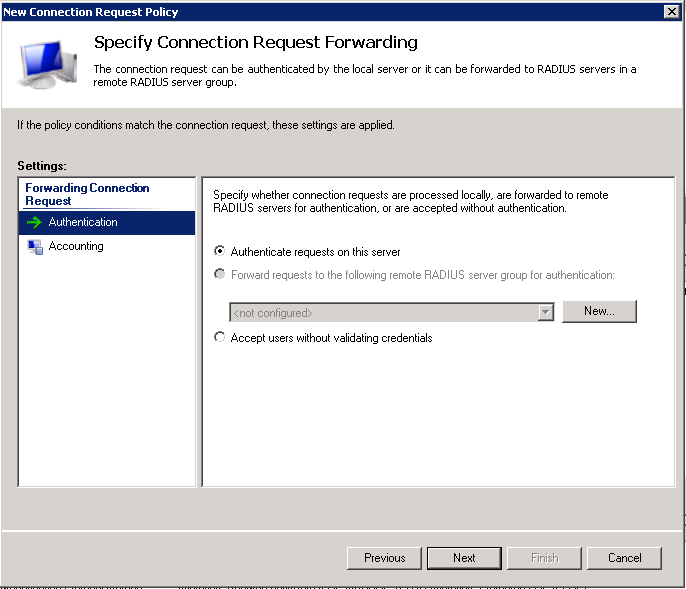 New Connection Request Policy
Specify Connection Request Forwarding
The connection request can be authenticated by the local server or it can be forwarded to RADIUS servers in a
remote RADIUS server group.
If the policy conditions match the connection request, these settings are applied.
Settings:
Forwarding Connection
Request
Authentication
Accounting
Specify whether connection requests are processed locally, are forwarded to remote
RADIUS servers for authentication, or are accepted without authentication.
Authenticate requests on this server
Forward requests to the following remote RADIUS server group for authentication:
<not configured>
New...
Accept users without validating credentials
Previous
Next
Finish
Cancel